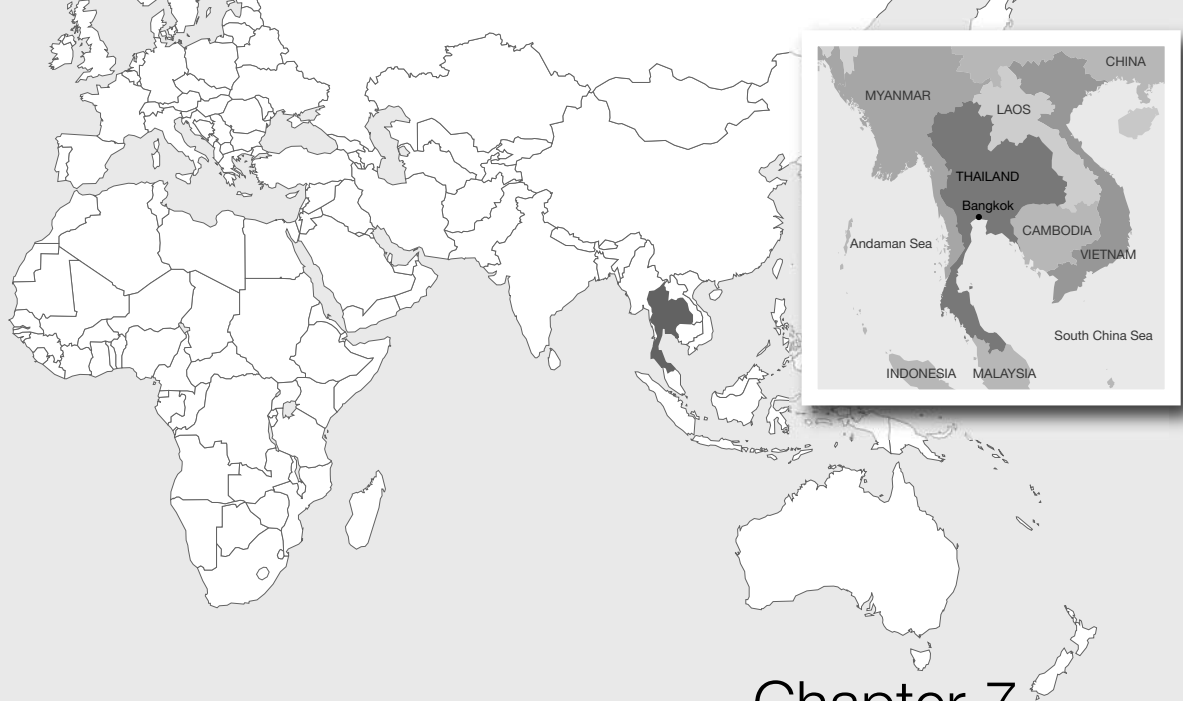 CHINA
MYANMAR
LAOS
THAILAND
Bangkok
CAMBODIA
Andaman Sea
VIETNAM
South China Sea
INDONESIA MALAYSIA
Chapter 7